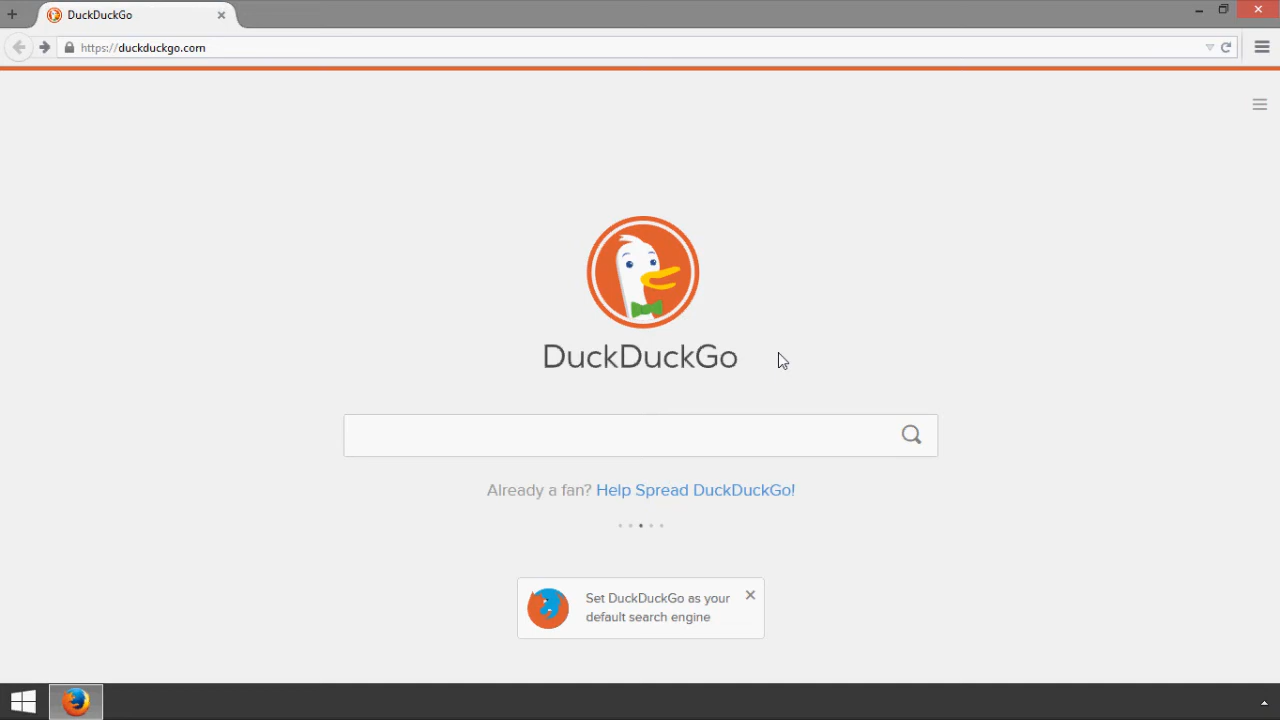 DuckDuckGo
https://duckduckgo.com
DuckDuckGo
Already a fan? Help Spread DuckDuckGo!
Set DuckDuckGo as your
default search engine